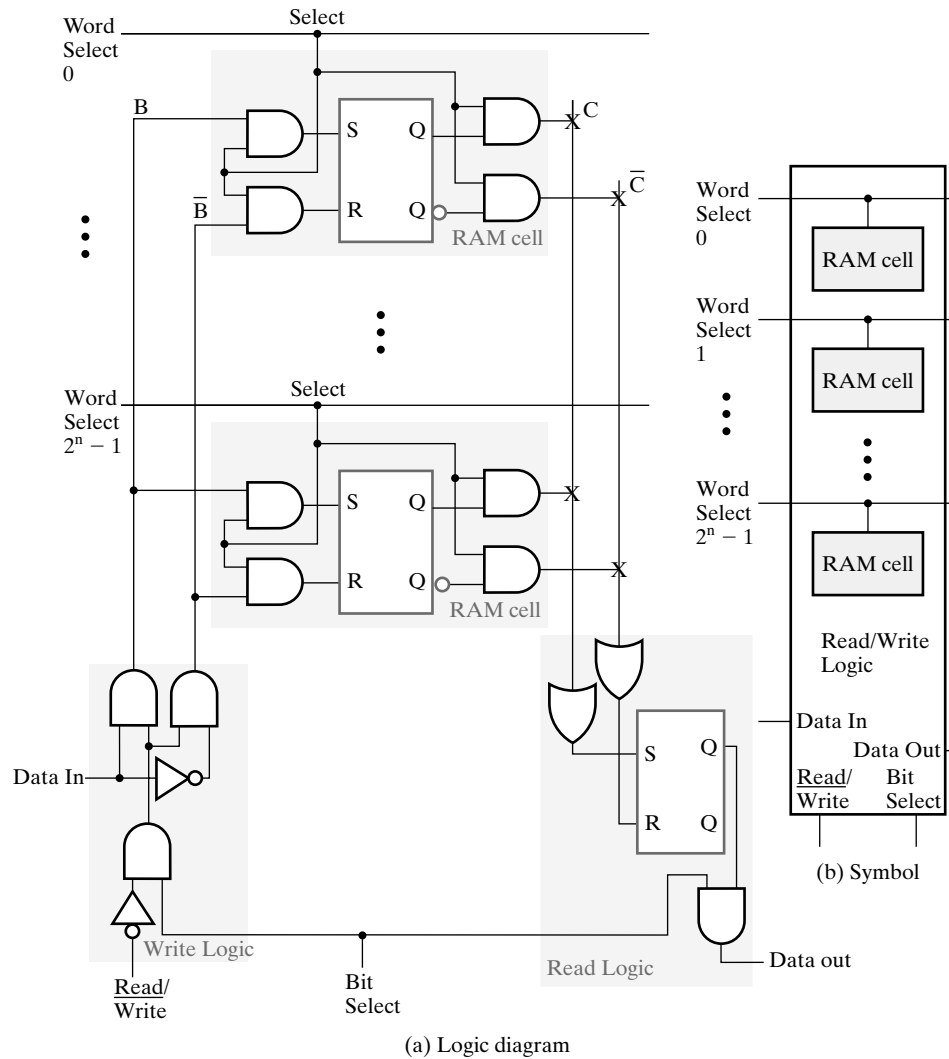 Word
Select
0
Select
B
S
Q
C
B̅
R
Q
C̅
RAM cell
Word
Select
2ⁿ − 1
Select
S
Q
R
Q
RAM cell
Data In
Write Logic
Read/
W̅r̅i̅t̅e̅
Bit
Select
S
Q
R
Q
Read Logic
Data out
(a) Logic diagram
Word
Select
0
RAM cell
Word
Select
1
RAM cell
Word
Select
2ⁿ − 1
RAM cell
Read/Write
Logic
Data In
Data Out
Read/
W̅r̅i̅t̅e̅
Bit
Select
(b) Symbol